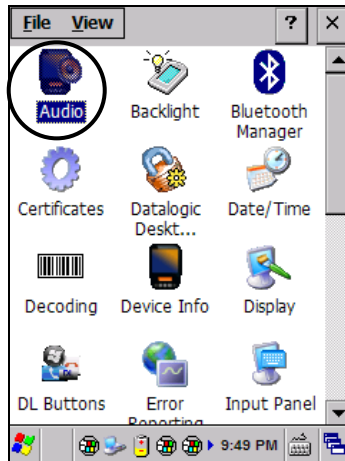 File View ? ×
Audio Backlight Bluetooth
Manager
Certificates Datalogic Date/Time
Deskt...
Decoding Device Info Display
DL Buttons Error Input Panel
Reporting
9:49 PM